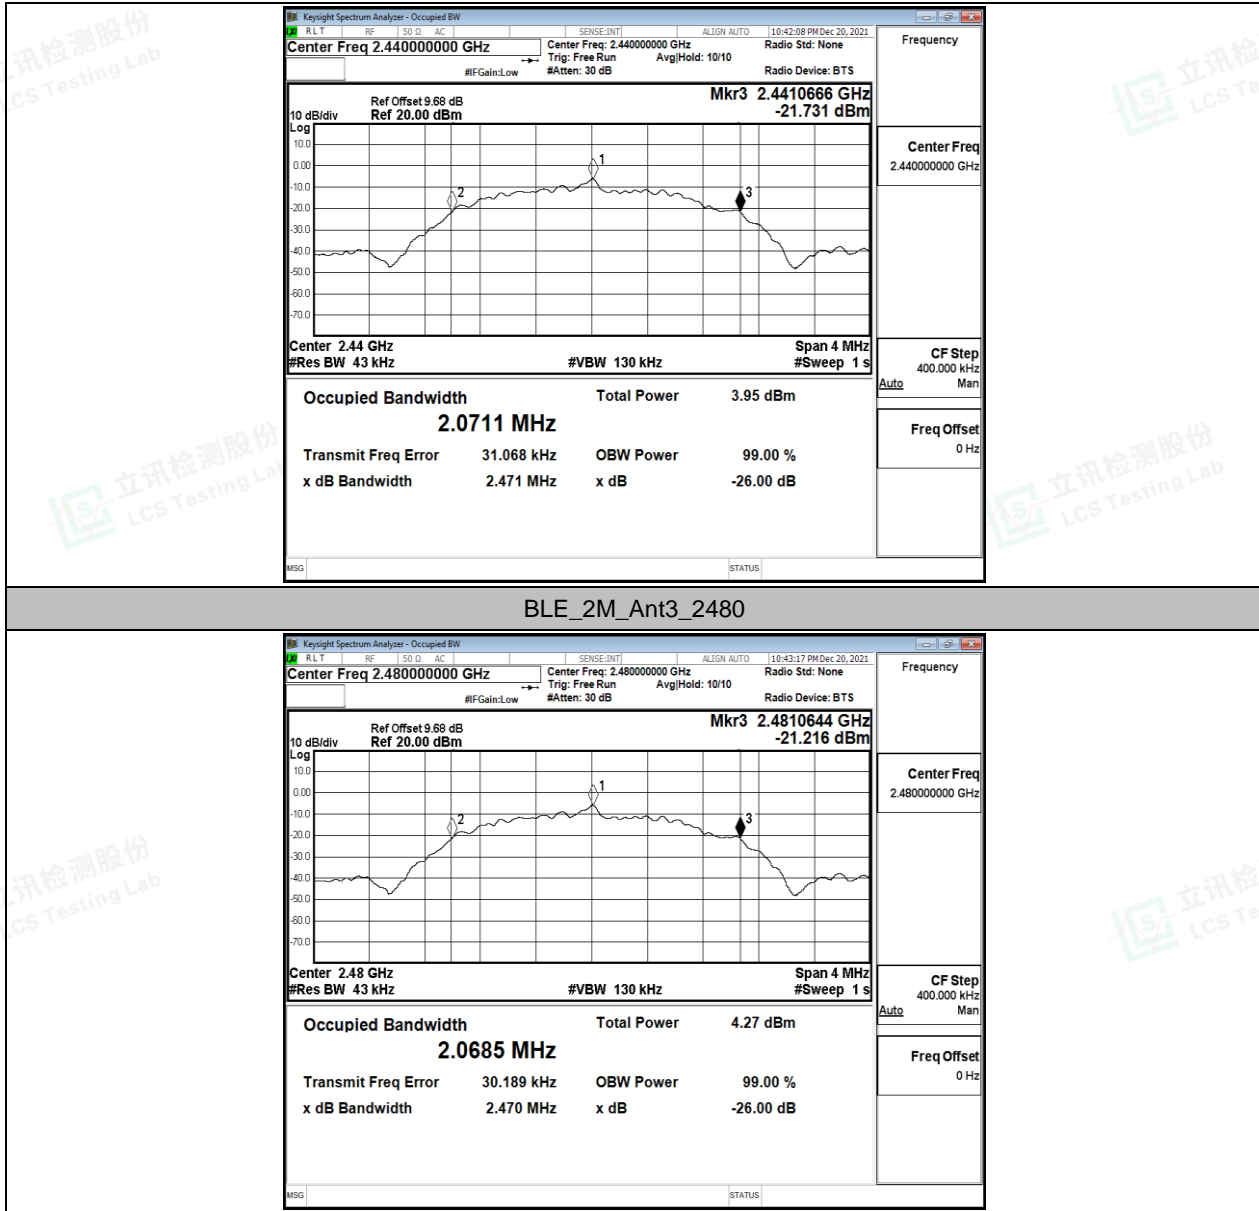 Keysight Spectrum Analyzer - Occupied BW
LXI RLT RF 50 Ω AC SENSE:INT ALIGN AUTO 10:42:08 PM Dec 20, 2021
Center Freq 2.440000000 GHz
Center Freq: 2.440000000 GHz Radio Std: None
Trig: Free Run Avg|Hold: 10/10
#IFGain:Low #Atten: 30 dB Radio Device: BTS
Frequency
Mkr3 2.4410666 GHz
Ref Offset 9.68 dB
10 dB/div Ref 20.00 dBm -21.731 dBm
Log
10.0
0.00
-10.0
-20.0
-30.0
-40.0
-50.0
-60.0
-70.0
1
2
3
Center Freq
2.440000000 GHz
Center 2.44 GHz Span 4 MHz
#Res BW 43 kHz #VBW 130 kHz #Sweep 1 s
CF Step
400.000 kHz
Auto Man
Occupied Bandwidth Total Power 3.95 dBm
2.0711 MHz
Transmit Freq Error 31.068 kHz OBW Power 99.00 %
x dB Bandwidth 2.471 MHz x dB -26.00 dB
Freq Offset
0 Hz
MSG STATUS
BLE_2M_Ant3_2480
Keysight Spectrum Analyzer - Occupied BW
LXI RLT RF 50 Ω AC SENSE:INT ALIGN AUTO 10:43:17 PM Dec 20, 2021
Center Freq 2.480000000 GHz
Center Freq: 2.480000000 GHz Radio Std: None
Trig: Free Run Avg|Hold: 10/10
#IFGain:Low #Atten: 30 dB Radio Device: BTS
Frequency
Mkr3 2.4810644 GHz
Ref Offset 9.68 dB
10 dB/div Ref 20.00 dBm -21.216 dBm
Log
10.0
0.00
-10.0
-20.0
-30.0
-40.0
-50.0
-60.0
-70.0
1
2
3
Center Freq
2.480000000 GHz
Center 2.48 GHz Span 4 MHz
#Res BW 43 kHz #VBW 130 kHz #Sweep 1 s
CF Step
400.000 kHz
Auto Man
Occupied Bandwidth Total Power 4.27 dBm
2.0685 MHz
Transmit Freq Error 30.189 kHz OBW Power 99.00 %
x dB Bandwidth 2.470 MHz x dB -26.00 dB
Freq Offset
0 Hz
MSG STATUS
立讯检测股份
LCS Testing Lab
立讯检测股份
LCS Testing Lab